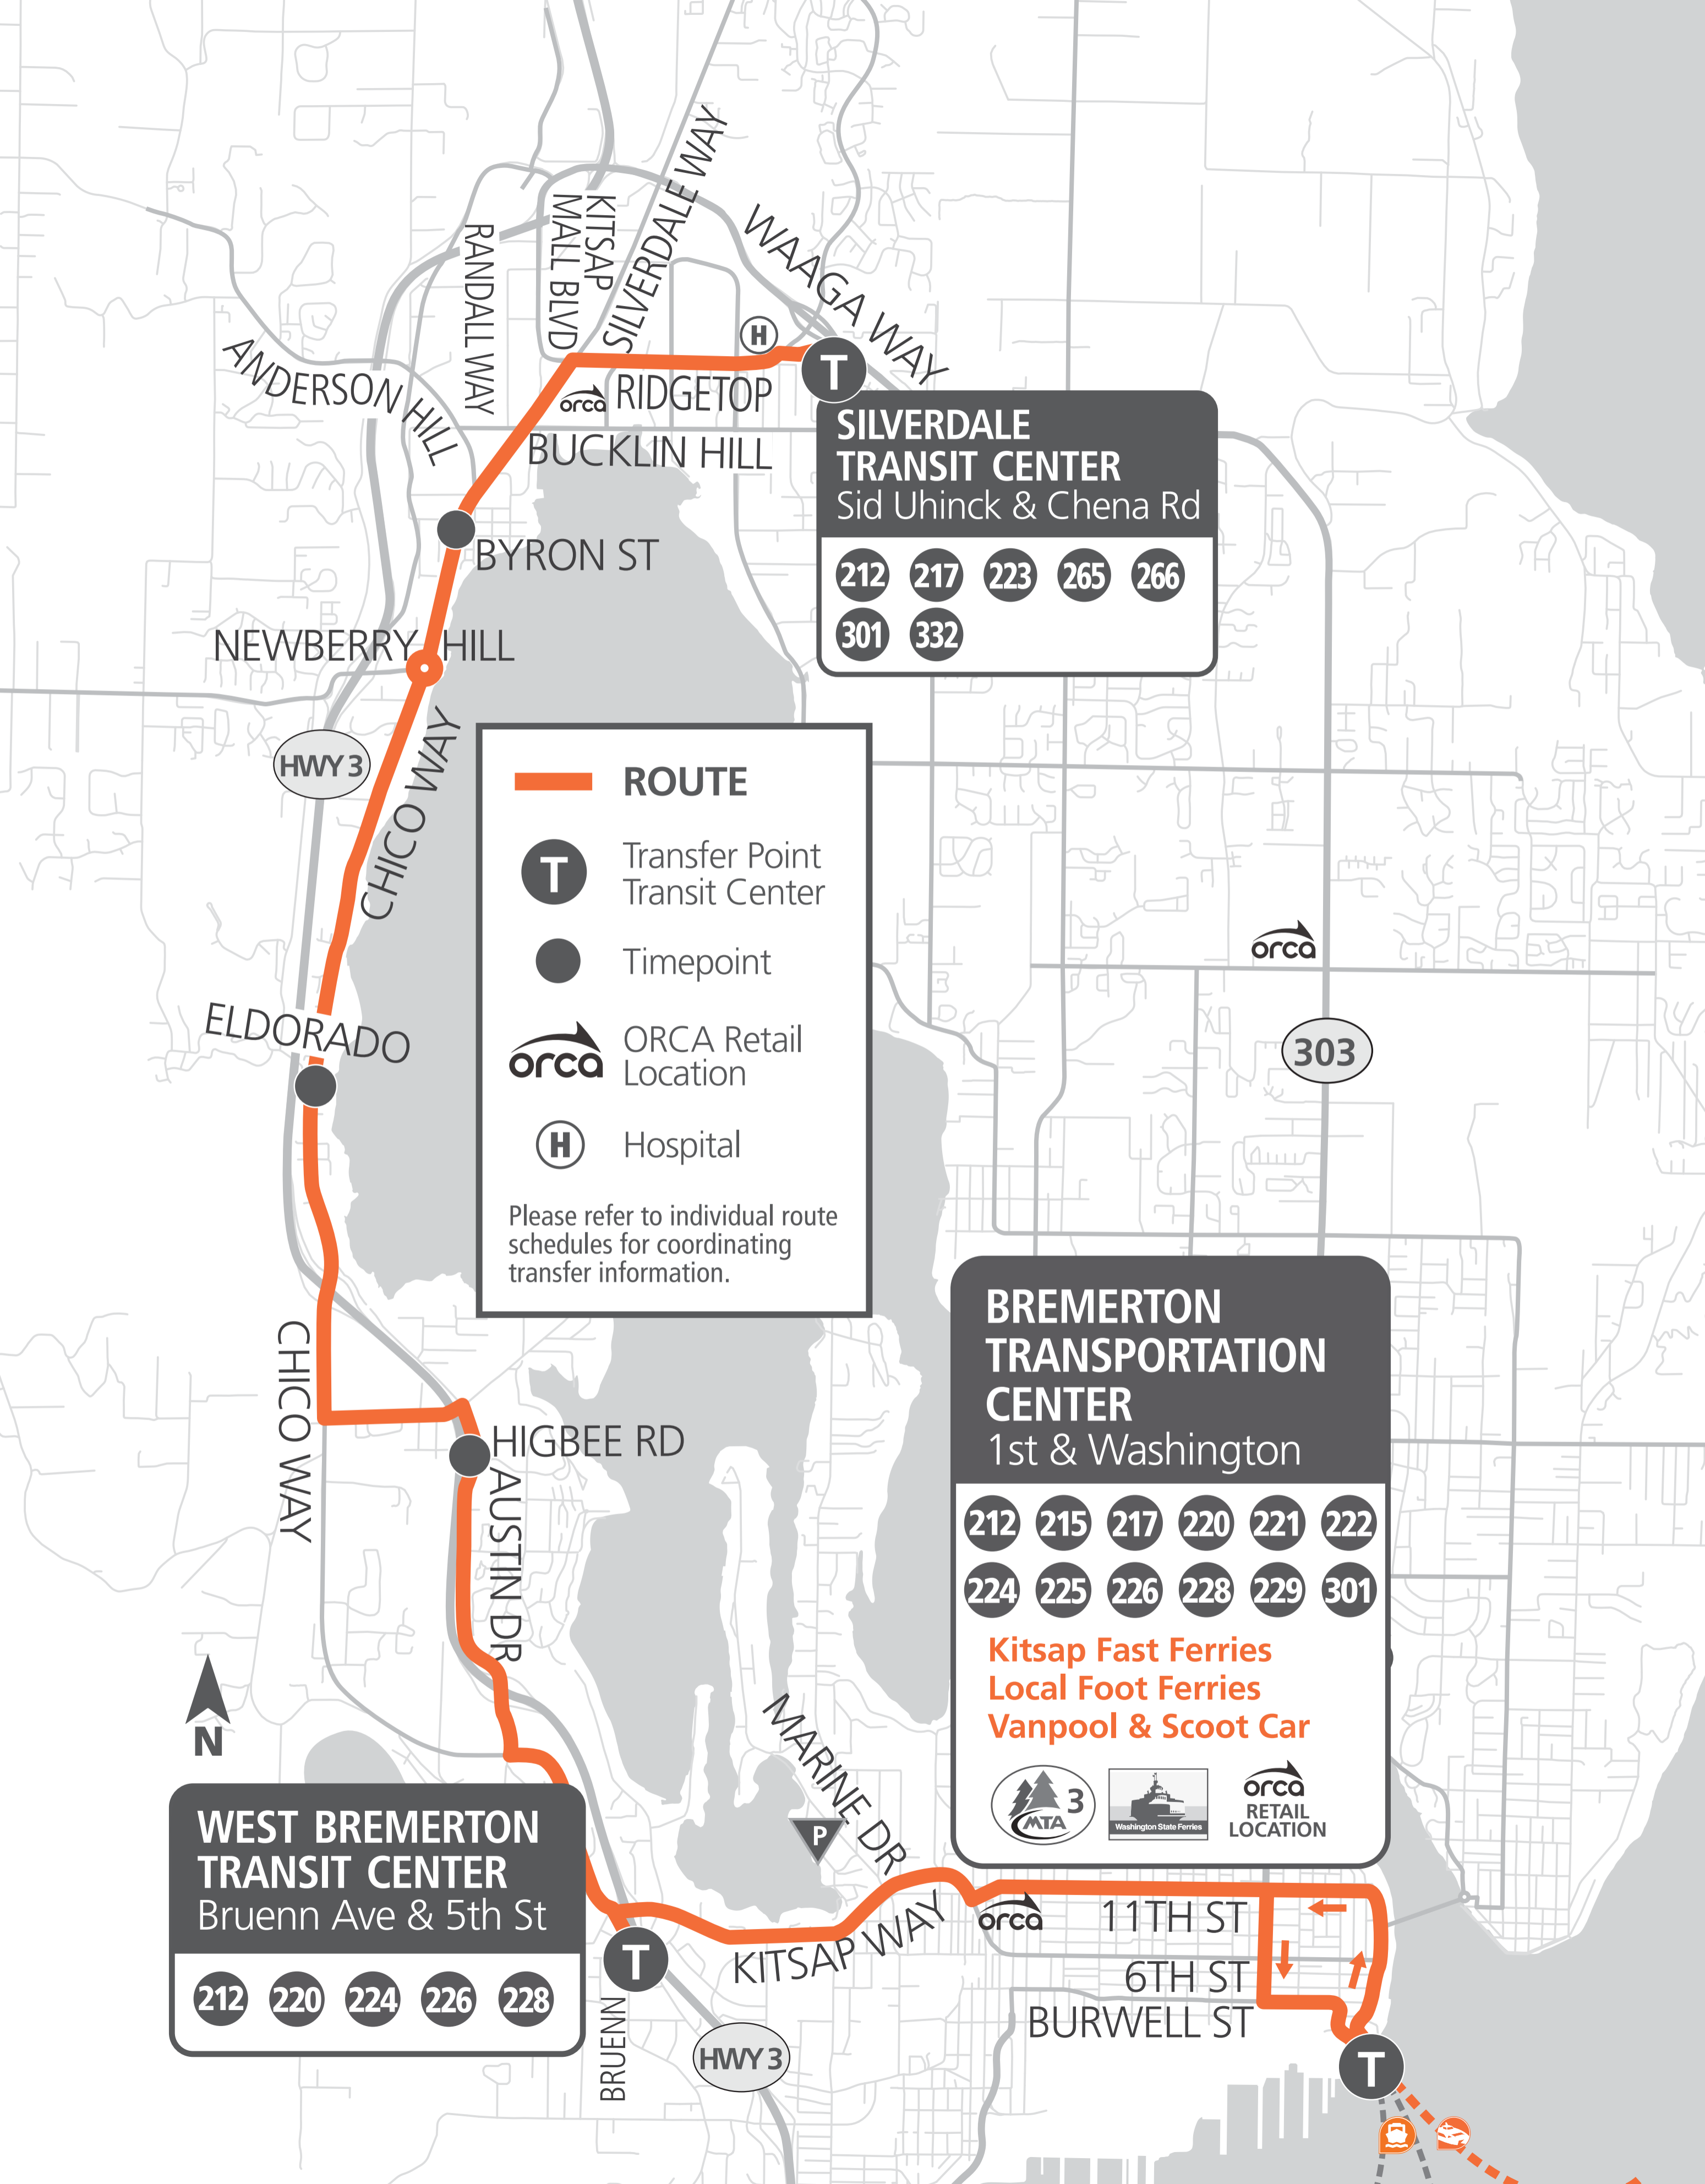 SILVERDALE WAY
KITSAP
MALL BLVD
RANDALL WAY
WAAGA WAY
H
T
ANDERSON HILL
orca
RIDGETOP
BUCKLIN HILL
SILVERDALE
TRANSIT CENTER
Sid Uhinck & Chena Rd
212 217 223 265 266
301 332
BYRON ST
NEWBERRY HILL
HWY 3
CHICO WAY
ROUTE
T
Transfer Point
Transit Center
Timepoint
orca
ORCA Retail
Location
H
Hospital
Please refer to individual route
schedules for coordinating
transfer information.
orca
303
ELDORADO
CHICO WAY
HIGBEE RD
AUSTIN DR
BREMERTON
TRANSPORTATION
CENTER
1st & Washington
212 215 217 220 221 222
224 225 226 228 229 301
Kitsap Fast Ferries
Local Foot Ferries
Vanpool & Scoot Car
MTA 3
Washington State Ferries
orca
RETAIL
LOCATION
N
MARINE DR
P
WEST BREMERTON
TRANSIT CENTER
Bruenn Ave & 5th St
212 220 224 226 228
T
KITSAP WAY
orca
11TH ST
6TH ST
BURWELL ST
BRUENN
HWY 3
T